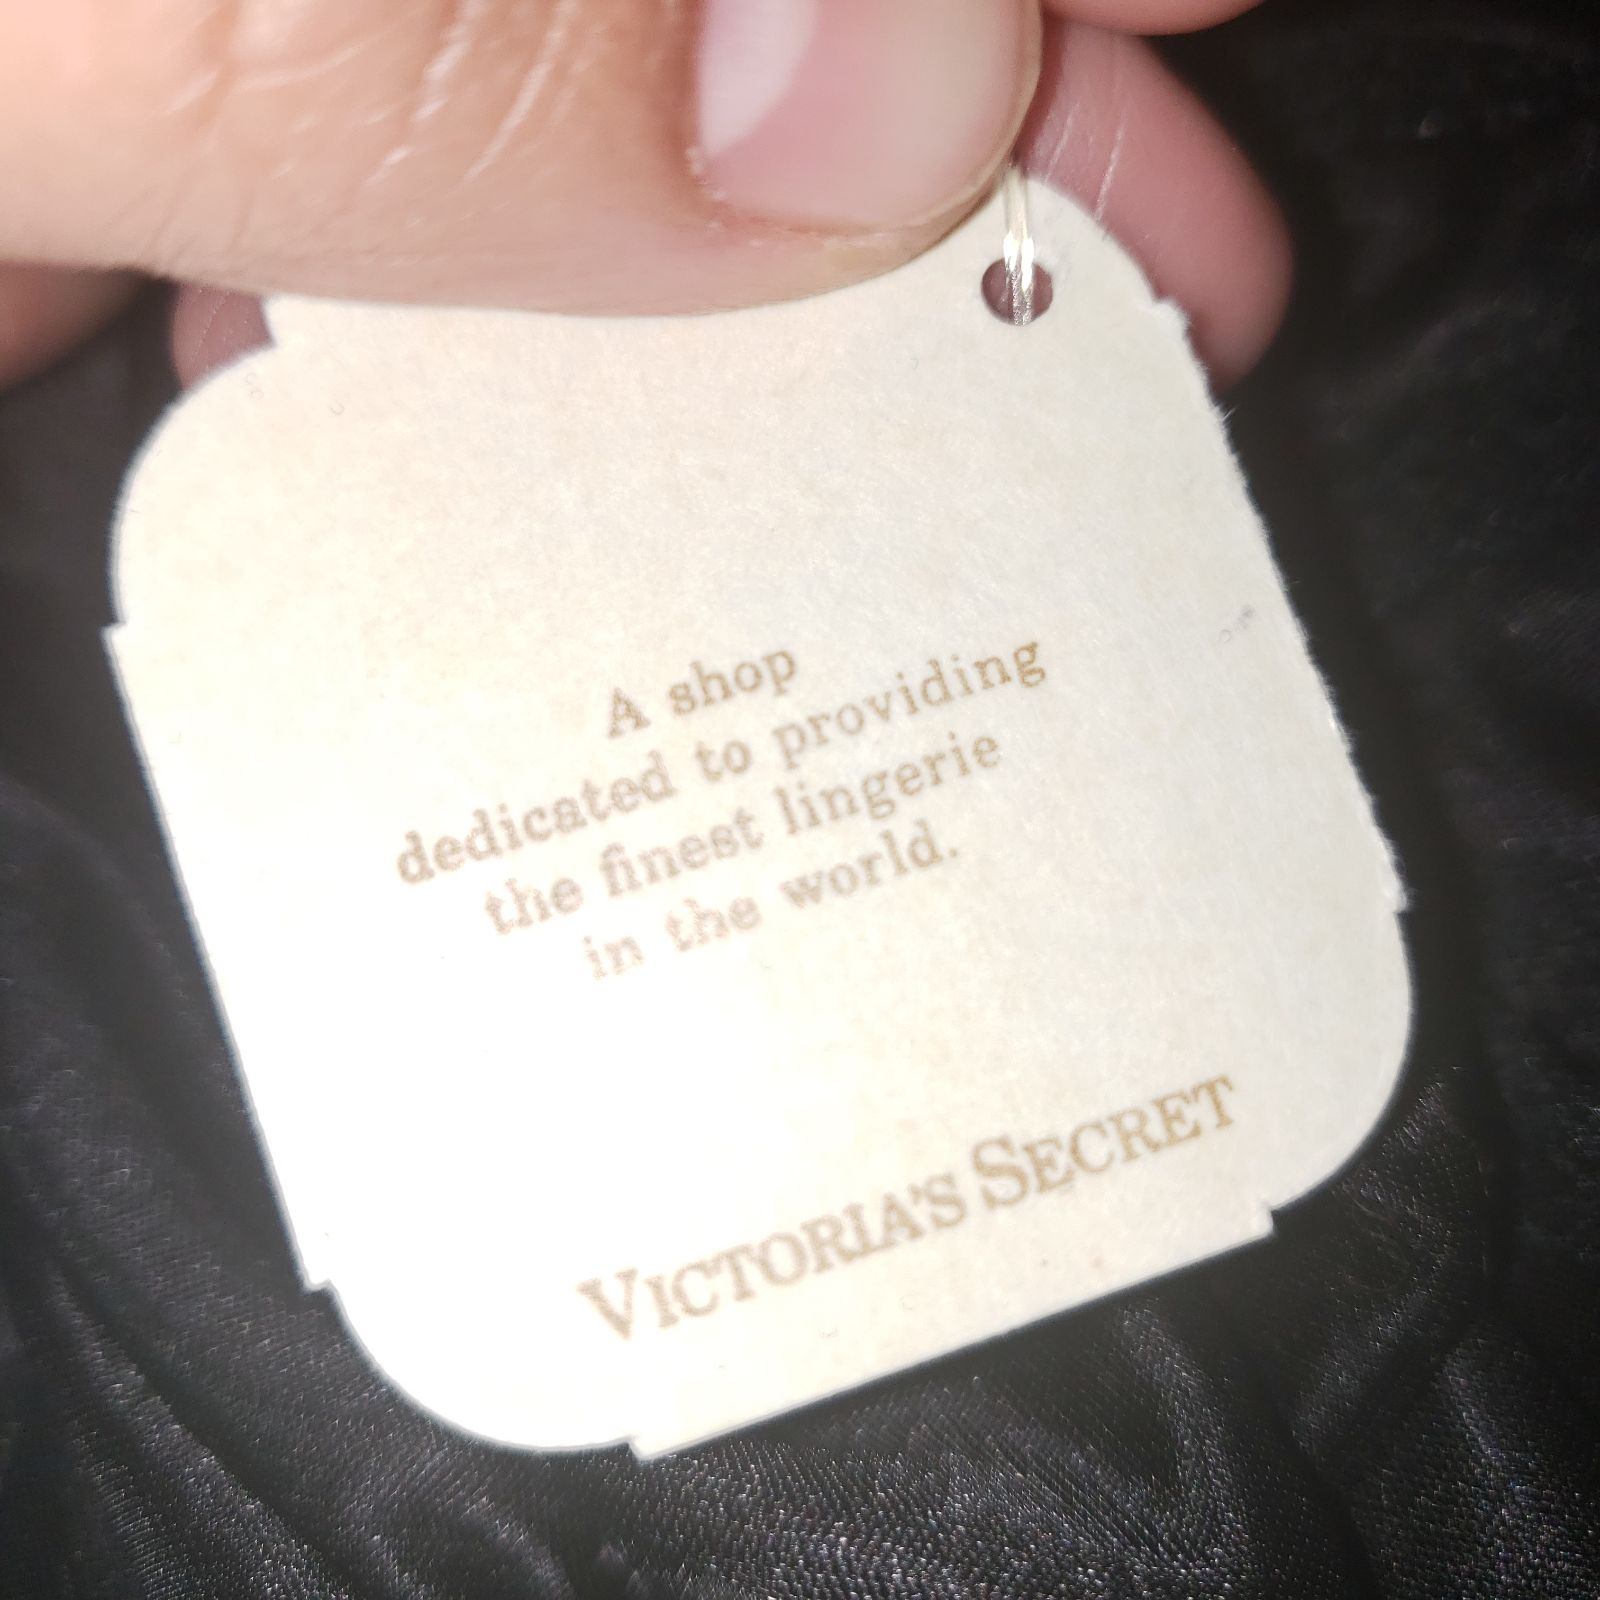 A shop
dedicated to providing
the finest lingerie
in the world.
VICTORIA'S SECRET